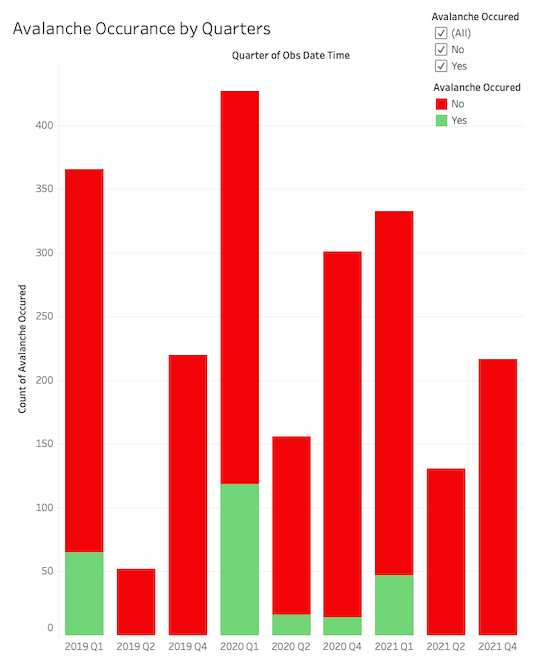 Avalanche Occurance by Quarters
Avalanche Occured
(All)
No
Yes
Avalanche Occured
No
Yes
Quarter of Obs Date Time
Count of Avalanche Occured
400
350
300
250
200
150
100
50
0
2019 Q1 2019 Q2 2019 Q4 2020 Q1 2020 Q2 2020 Q4 2021 Q1 2021 Q2 2021 Q4